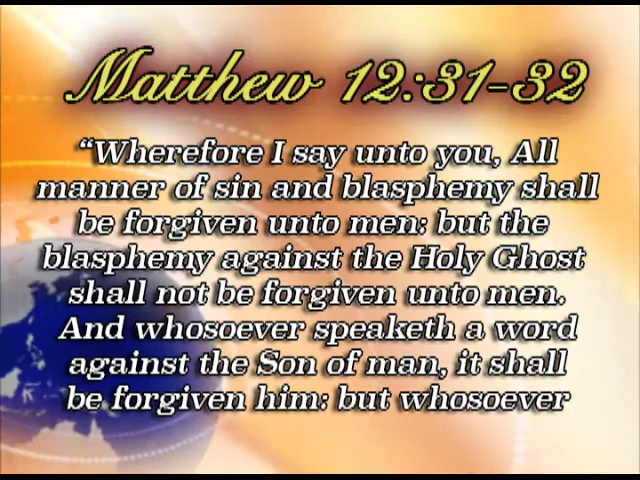 Matthew 12:31-32
“Wherefore I say unto you, All
manner of sin and blasphemy shall
be forgiven unto men: but the
blasphemy against the Holy Ghost
shall not be forgiven unto men.
And whosoever speaketh a word
against the Son of man, it shall
be forgiven him: but whosoever